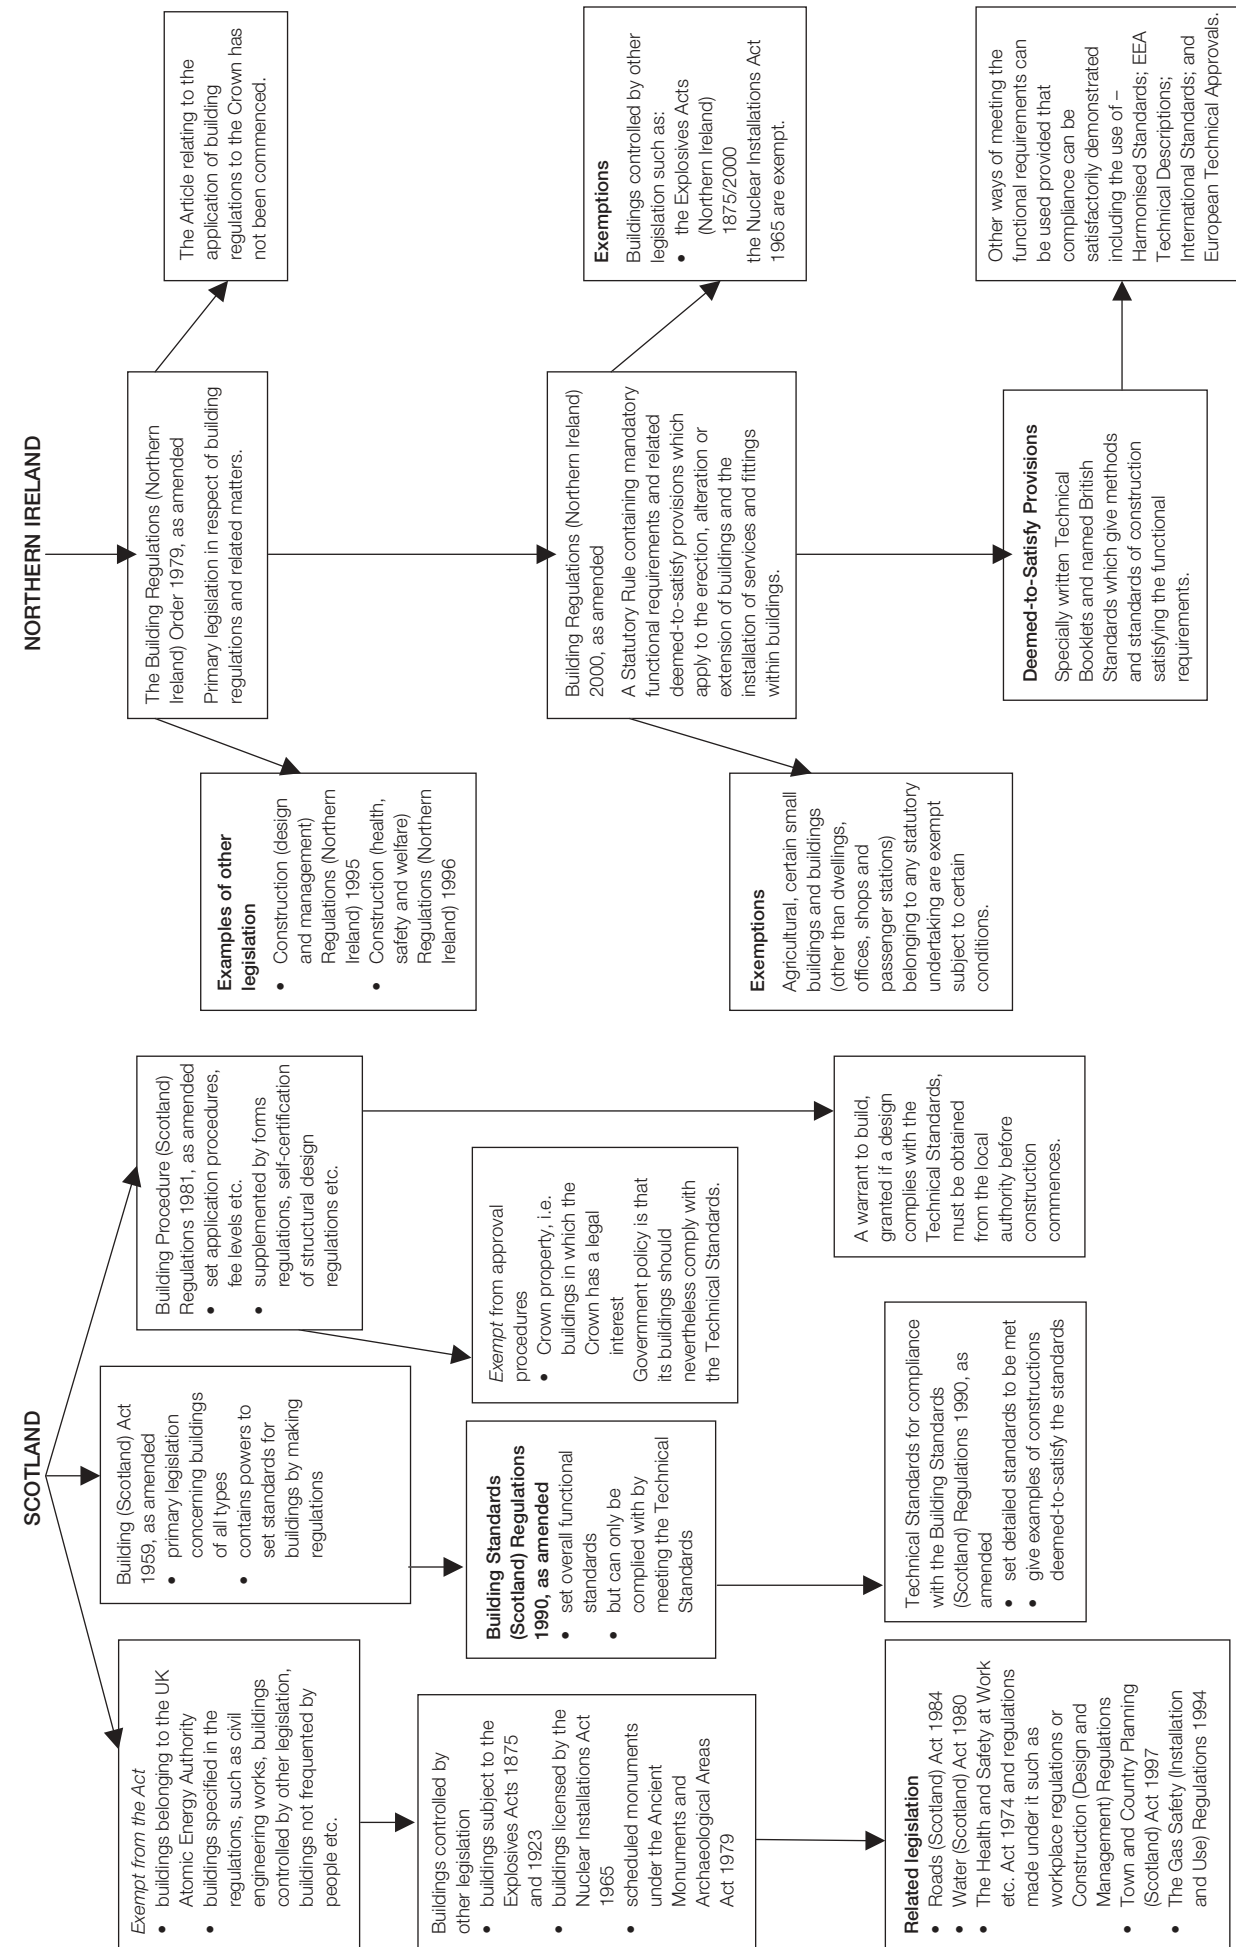 SCOTLAND
Exempt from the Act
• buildings belonging to the UK
Atomic Energy Authority
• buildings specified in the
regulations, such as civil
engineering works, buildings
controlled by other legislation,
buildings not frequented by
people etc.
Buildings controlled by
other legislation
• buildings subject to the
Explosives Acts 1875
and 1923
• buildings licensed by the
Nuclear Installations Act
1965
• scheduled monuments
under the Ancient
Monuments and
Archaeological Areas
Act 1979
Related legislation
• Roads (Scotland) Act 1984
• Water (Scotland) Act 1980
• The Health and Safety at Work
etc. Act 1974 and regulations
made under it such as
workplace regulations or
Construction (Design and
Management) Regulations
• Town and Country Planning
(Scotland) Act 1997
• The Gas Safety (Installation
and Use) Regulations 1994
Building (Scotland) Act
1959, as amended
• primary legislation
concerning buildings
of all types
• contains powers to
set standards for
buildings by making
regulations
Building Standards
(Scotland) Regulations
1990, as amended
• set overall functional
standards
• but can only be
complied with by
meeting the Technical
Standards
Technical Standards for compliance
with the Building Standards
(Scotland) Regulations 1990, as
amended
• set detailed standards to be met
• give examples of constructions
deemed-to-satisfy the standards
Building Procedure (Scotland)
Regulations 1981, as amended
• set application procedures,
fee levels etc.
• supplemented by forms
regulations, self-certification
of structural design
regulations etc.
Exempt from approval
procedures
• Crown property, i.e.
buildings in which the
Crown has a legal
interest
Government policy is that
its buildings should
nevertheless comply with
the Technical Standards.
A warrant to build,
granted if a design
complies with the
Technical Standards,
must be obtained
from the local
authority before
construction
commences.
NORTHERN IRELAND
The Building Regulations (Northern
Ireland) Order 1979, as amended
Primary legislation in respect of building
regulations and related matters.
Examples of other
legislation
• Construction (design
and management)
Regulations (Northern
Ireland) 1995
• Construction (health,
safety and welfare)
Regulations (Northern
Ireland) 1996
The Article relating to the
application of building
regulations to the Crown has
not been commenced.
Building Regulations (Northern Ireland)
2000, as amended
A Statutory Rule containing mandatory
functional requirements and related
deemed-to-satisfy provisions which
apply to the erection, alteration or
extension of buildings and the
installation of services and fittings
within buildings.
Exemptions
Agricultural, certain small
buildings and buildings
(other than dwellings,
offices, shops and
passenger stations)
belonging to any statutory
undertaking are exempt
subject to certain
conditions.
Exemptions
Buildings controlled by other
legislation such as:
• the Explosives Acts
(Northern Ireland)
1875/2000
the Nuclear Installations Act
1965 are exempt.
Deemed-to-Satisfy Provisions
Specially written Technical
Booklets and named British
Standards which give methods
and standards of construction
satisfying the functional
requirements.
Other ways of meeting the
functional requirements can
be used provided that
compliance can be
satisfactorily demonstrated
including the use of –
Harmonised Standards; EEA
Technical Descriptions;
International Standards; and
European Technical Approvals.